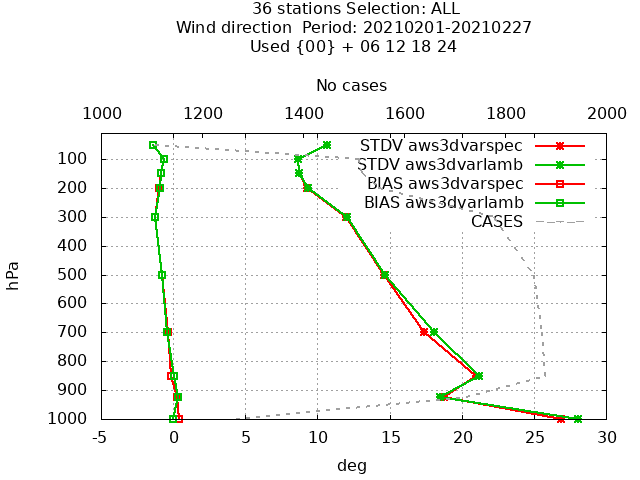 36 stations Selection: ALL
Wind direction  Period: 20210201-20210227
Used {00} + 06 12 18 24
No cases
1000 1200 1400 1600 1800 2000
STDV aws3dvarspec
STDV aws3dvarlamb
BIAS aws3dvarspec
BIAS aws3dvarlamb
CASES
hPa
100
200
300
400
500
600
700
800
900
1000
-5 0 5 10 15 20 25 30
deg